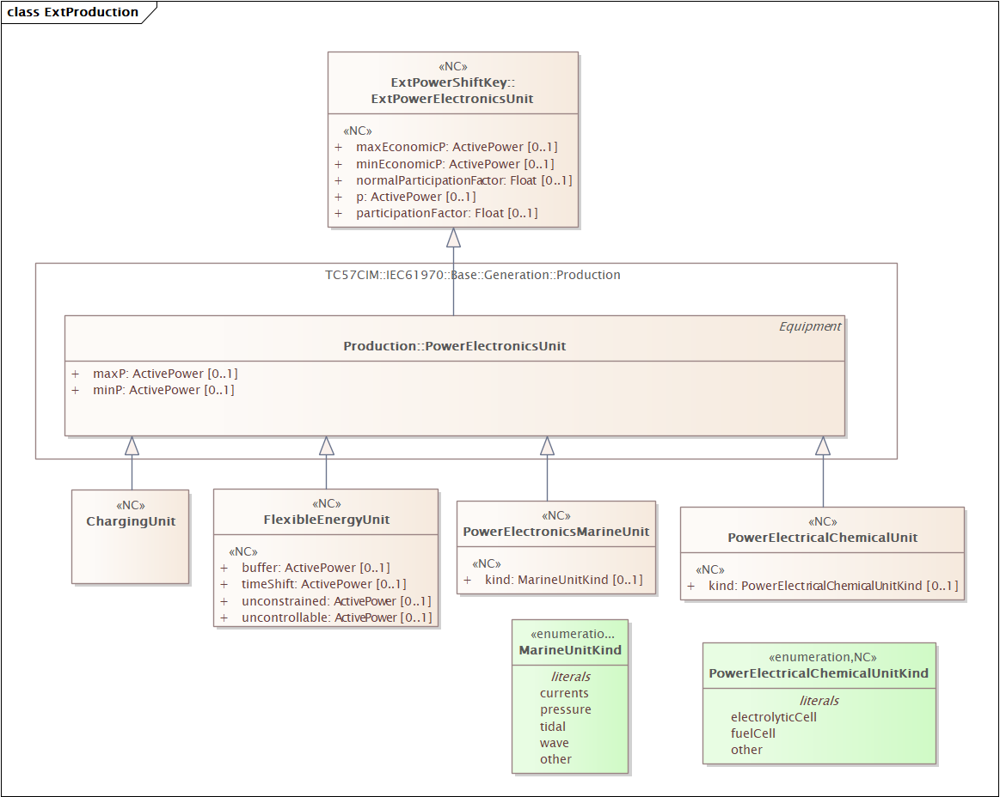 class ExtProduction
«NC»
ExtPowerShiftKey::
ExtPowerElectronicsUnit
«NC»
+ maxEconomicP: ActivePower [0..1]
+ minEconomicP: ActivePower [0..1]
+ normalParticipationFactor: Float [0..1]
+ p: ActivePower [0..1]
+ participationFactor: Float [0..1]
TC57CIM::IEC61970::Base::Generation::Production
Equipment
Production::PowerElectronicsUnit
+ maxP: ActivePower [0..1]
+ minP: ActivePower [0..1]
«NC»
ChargingUnit
«NC»
FlexibleEnergyUnit
«NC»
+ buffer: ActivePower [0..1]
+ timeShift: ActivePower [0..1]
+ unconstrained: ActivePower [0..1]
+ uncontrollable: ActivePower [0..1]
«NC»
PowerElectronicsMarineUnit
«NC»
+ kind: MarineUnitKind [0..1]
«NC»
PowerElectricalChemicalUnit
«NC»
+ kind: PowerElectricalChemicalUnitKind [0..1]
«enumeratio...
MarineUnitKind
literals
currents
pressure
tidal
wave
other
«enumeration,NC»
PowerElectricalChemicalUnitKind
literals
electrolyticCell
fuelCell
other